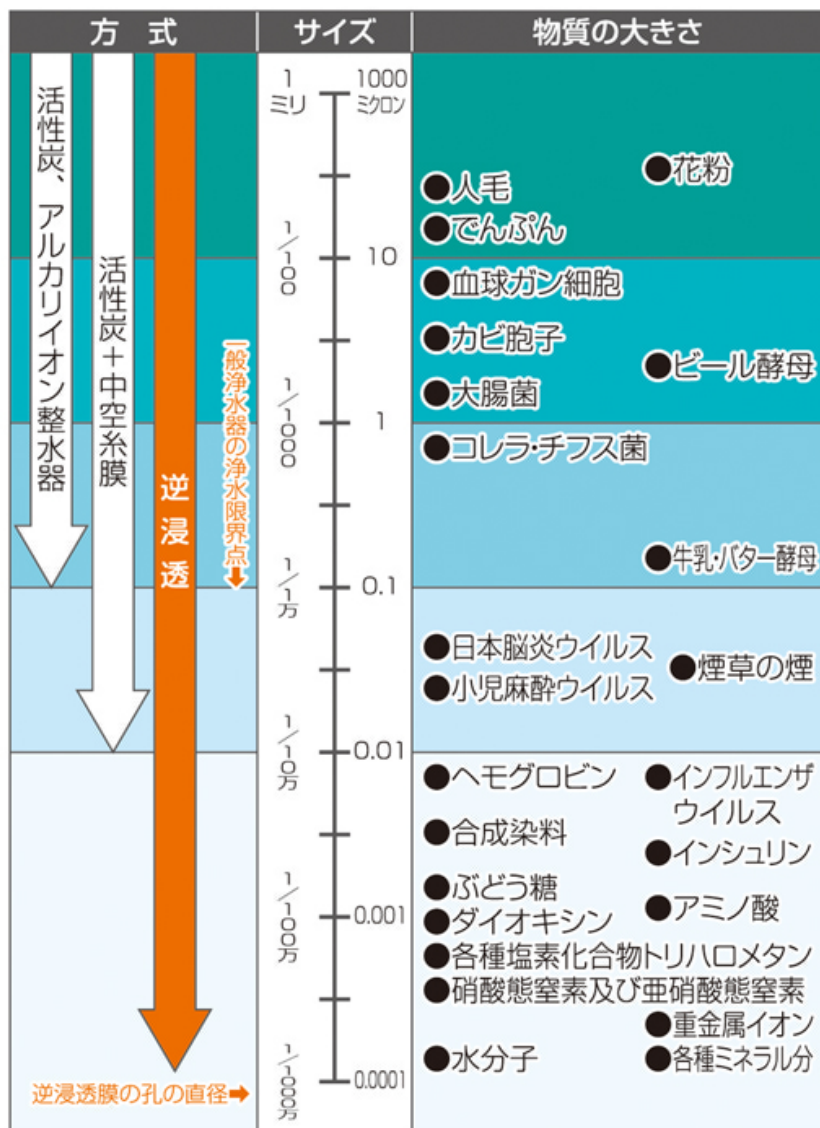 方式 サイズ 物質の大きさ
活性炭、アルカリイオン整水器
活性炭＋中空糸膜
逆浸透
一般浄水器の浄水限界点➡
逆浸透膜の孔の直径➡
1ミリ 1000ミクロン
1/100 10
1/1000 1
1/1万 0.1
1/10万 0.01
1/100万 0.001
1/1000万 0.0001
●花粉
●人毛
●でんぷん
●血球ガン細胞
●カビ胞子
●ビール酵母
●大腸菌
●コレラ・チフス菌
●牛乳・バター酵母
●日本脳炎ウイルス
●煙草の煙
●小児麻酔ウイルス
●ヘモグロビン
●インフルエンザ
ウイルス
●合成染料
●インシュリン
●ぶどう糖
●アミノ酸
●ダイオキシン
●各種塩素化合物トリハロメタン
●硝酸態窒素及び亜硝酸態窒素
●重金属イオン
●水分子
●各種ミネラル分